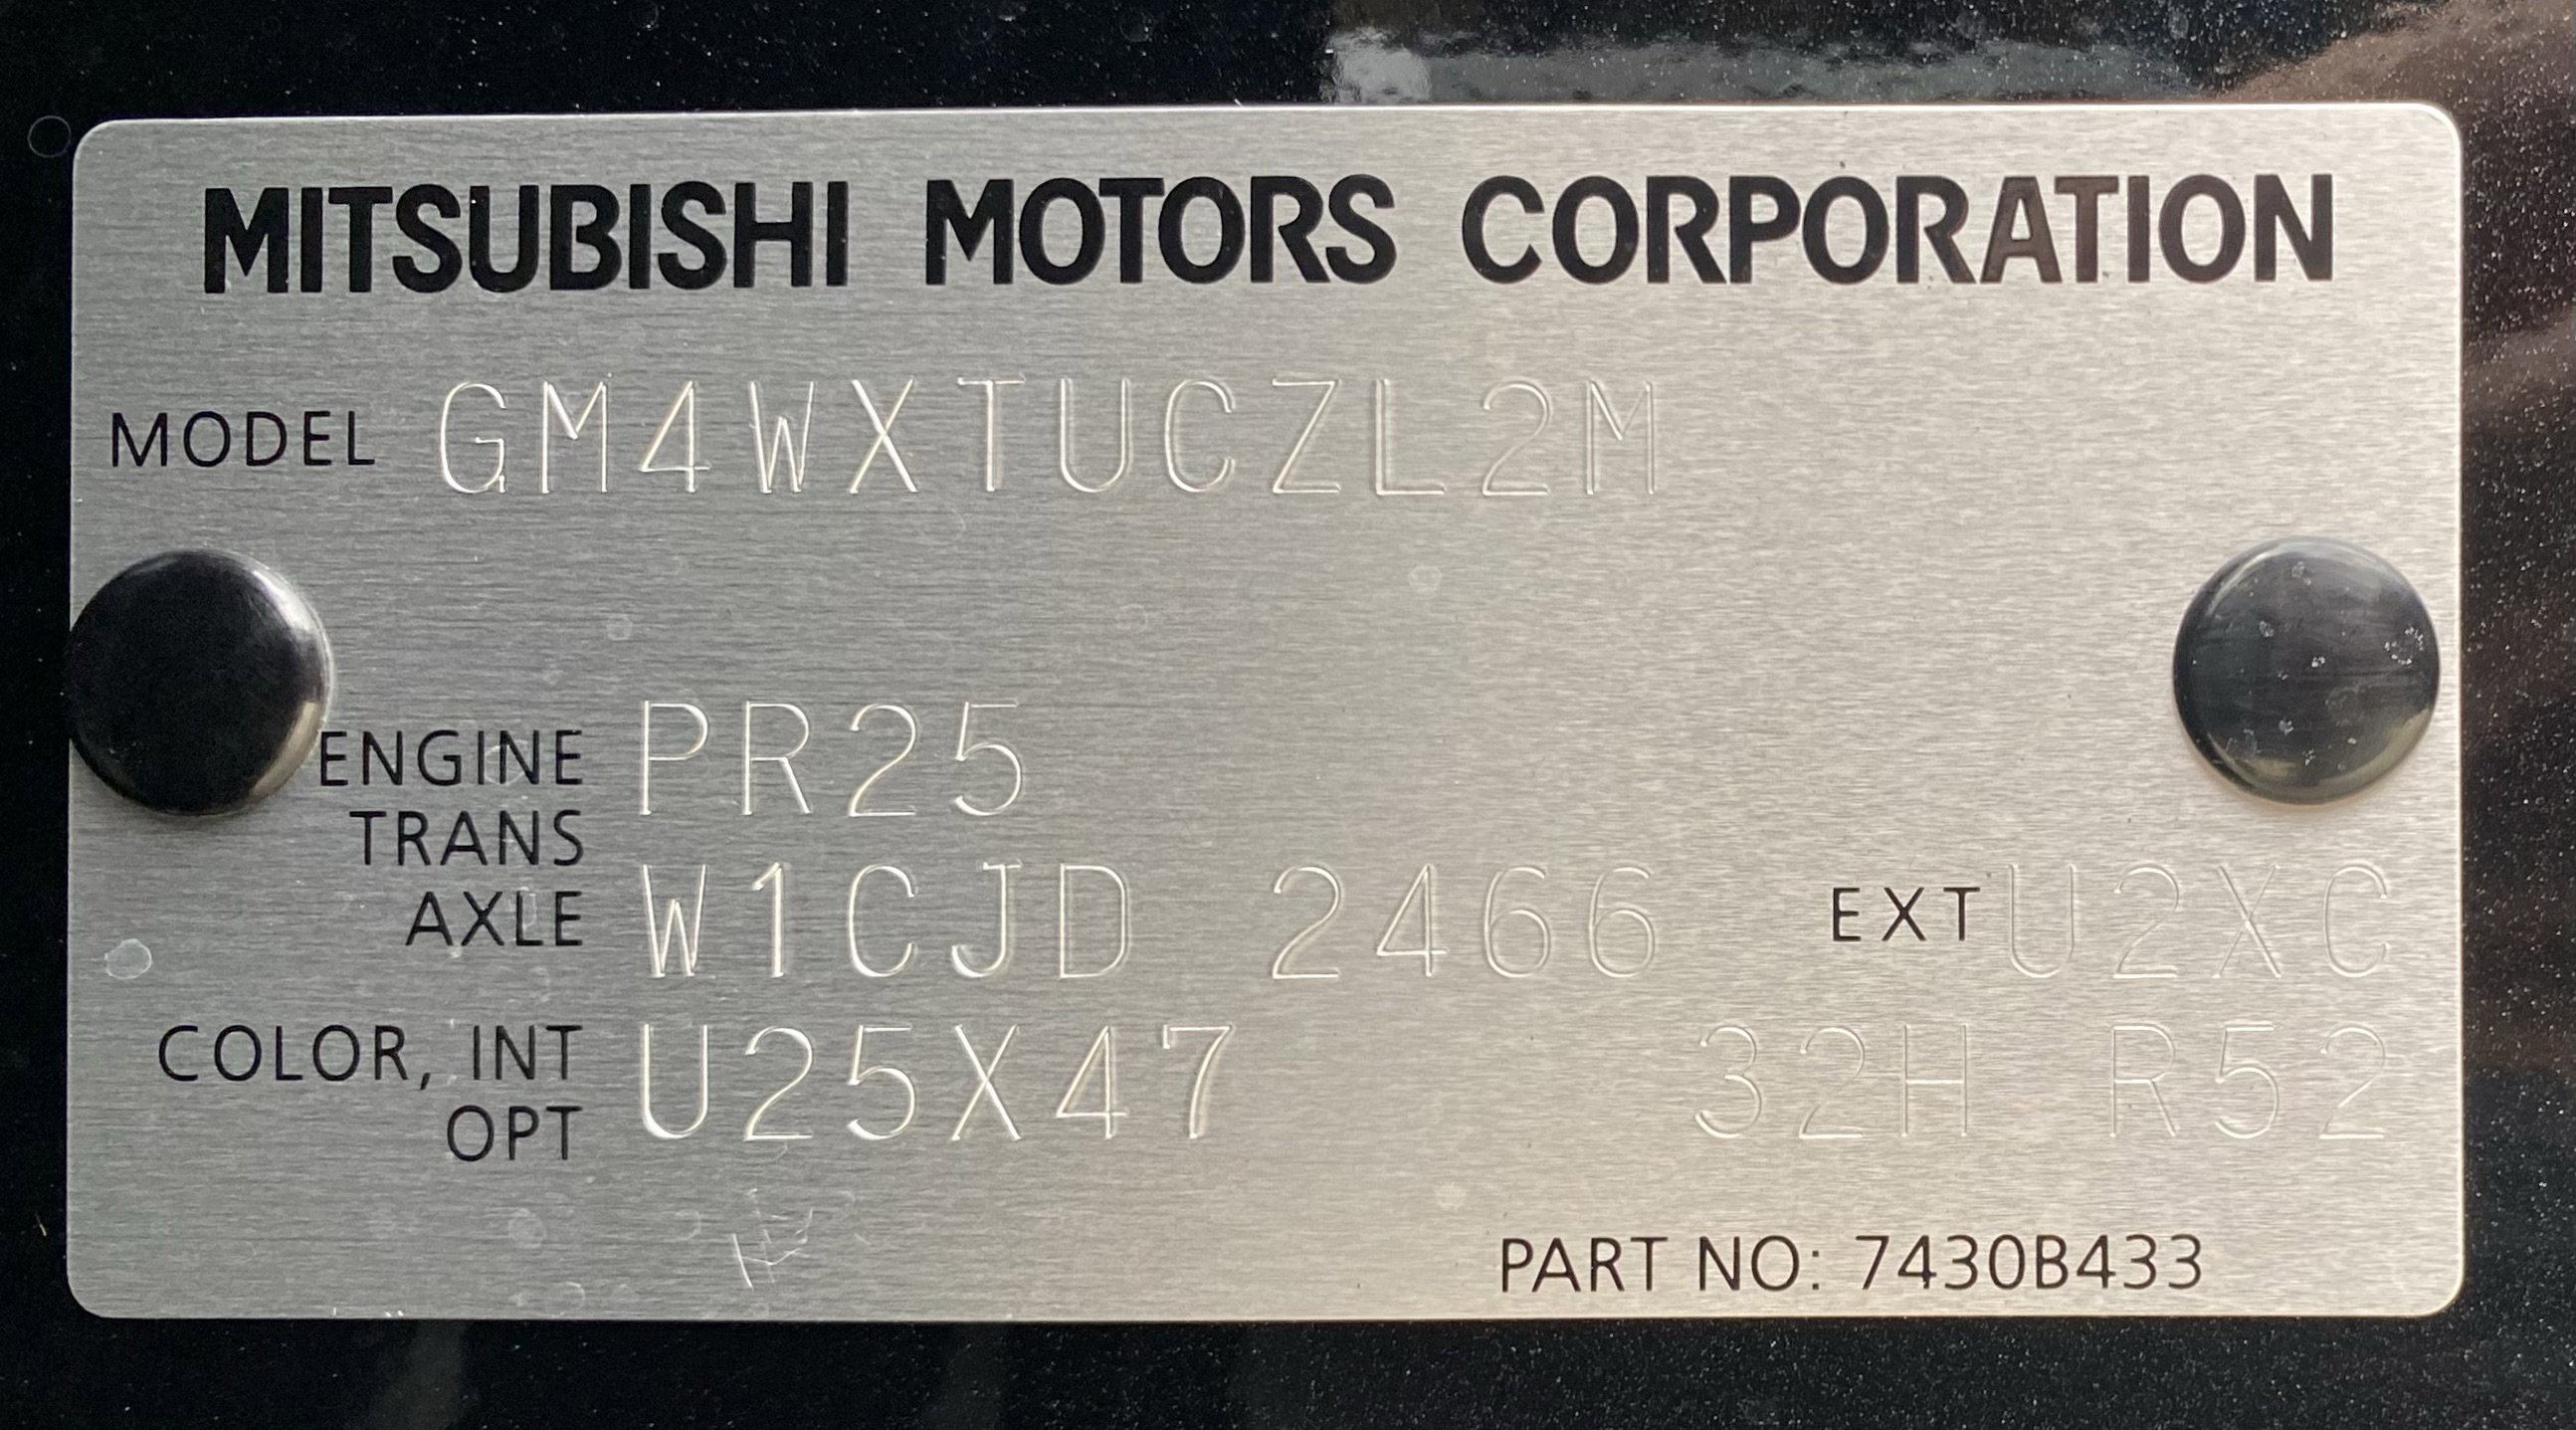 MITSUBISHI MOTORS CORPORATION
MODEL GM4WXTUCZL2M
ENGINE PR25
TRANS
AXLE W1CJD 2466 EXT U2XC
COLOR, INT U25X47 32H R52
OPT
PART NO: 7430B433